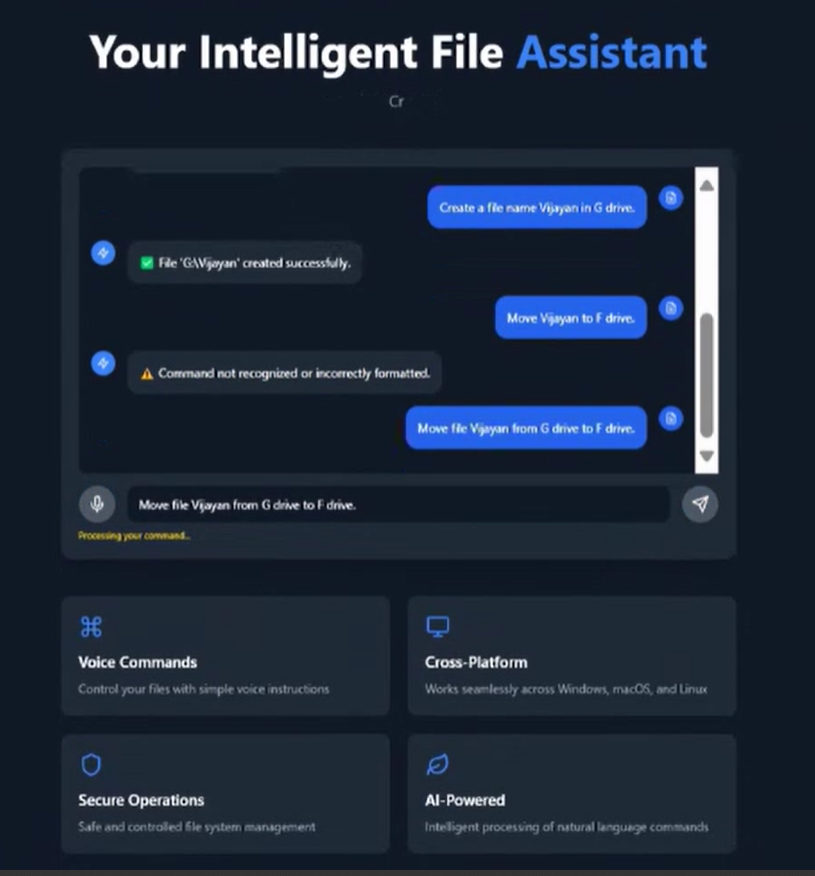 Your Intelligent File Assistant
Cr
Create a file name Vijayan in G drive.
✅ File 'G:\Vijayan' created successfully.
Move Vijayan to F drive.
⚠️ Command not recognized or incorrectly formatted.
Move file Vijayan from G drive to F drive.
Move file Vijayan from G drive to F drive.
Processing your command...
Voice Commands
Control your files with simple voice instructions
Cross-Platform
Works seamlessly across Windows, macOS, and Linux
Secure Operations
Safe and controlled file system management
AI-Powered
Intelligent processing of natural language commands